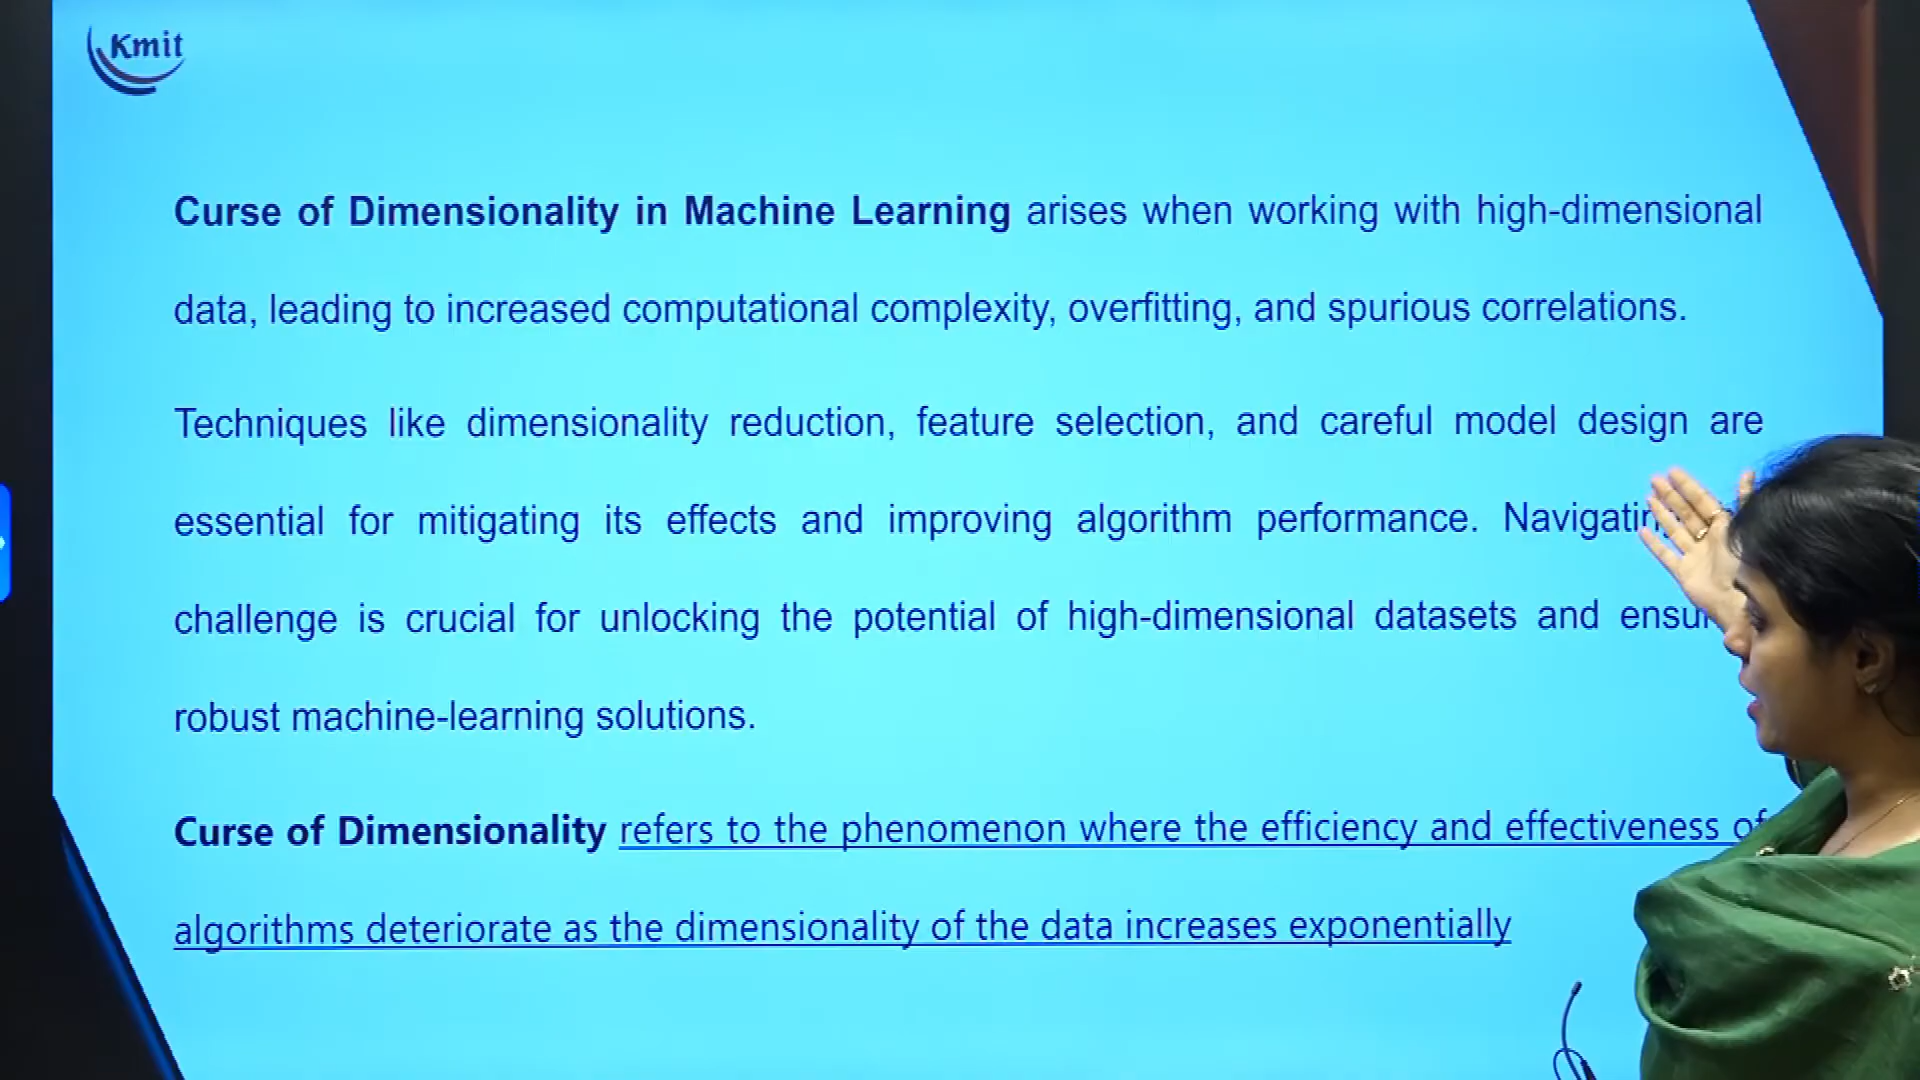 Kmit
Curse of Dimensionality in Machine Learning arises when working with high-dimensional
data, leading to increased computational complexity, overfitting, and spurious correlations.
Techniques like dimensionality reduction, feature selection, and careful model design are
essential for mitigating its effects and improving algorithm performance.
challenge is crucial for unlocking the potential of high-dimensional datasets and
robust machine-learning solutions.
Curse of Dimensionality refers to the phenomenon where the efficiency and effectiveness of
algorithms deteriorate as the dimensionality of the data increases exponentially